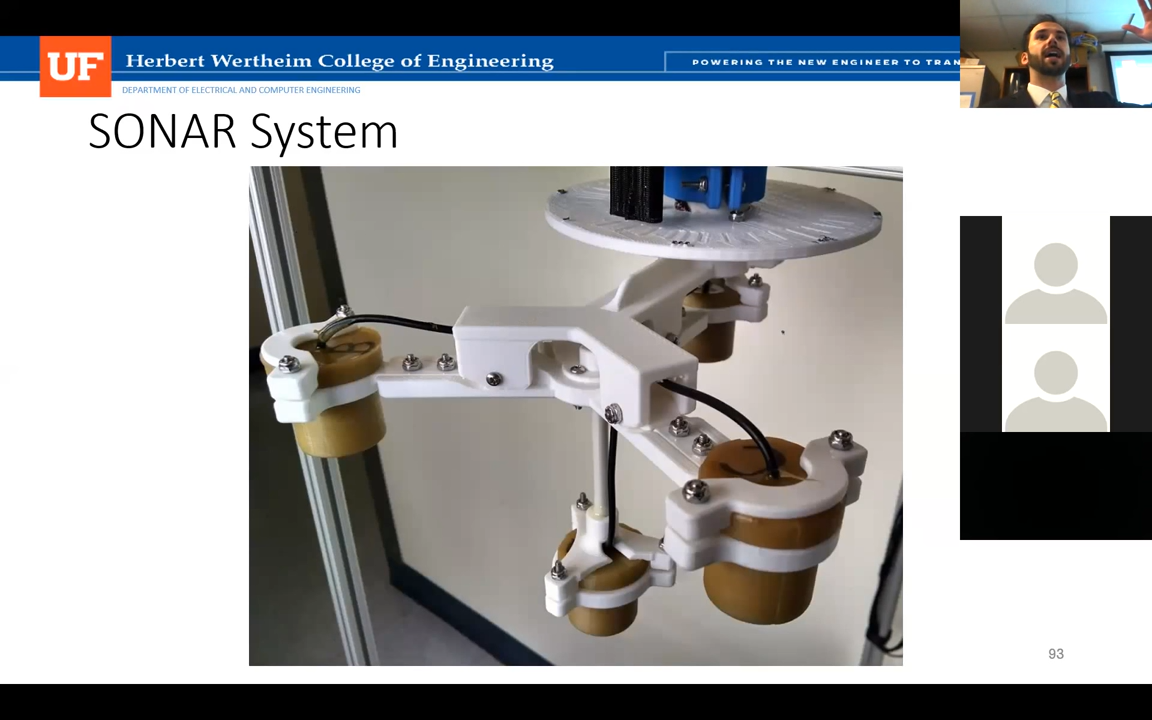 UF
Herbert Wertheim College of Engineering
POWERING THE NEW ENGINEER TO TRAN
DEPARTMENT OF ELECTRICAL AND COMPUTER ENGINEERING
SONAR System
93